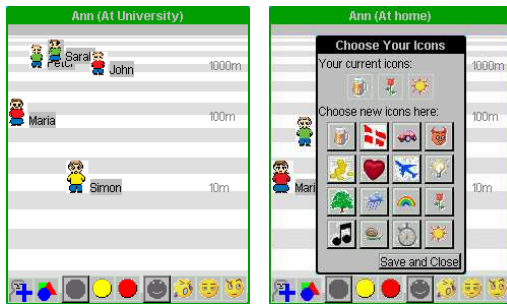 Ann (At University)
Sara
Peter
John
1000m
Maria
100m
Simon
10m
Ann (At home)
Choose Your Icons
Your current icons:
1000m
Choose new icons here:
100m
Mari
10m
Save and Close